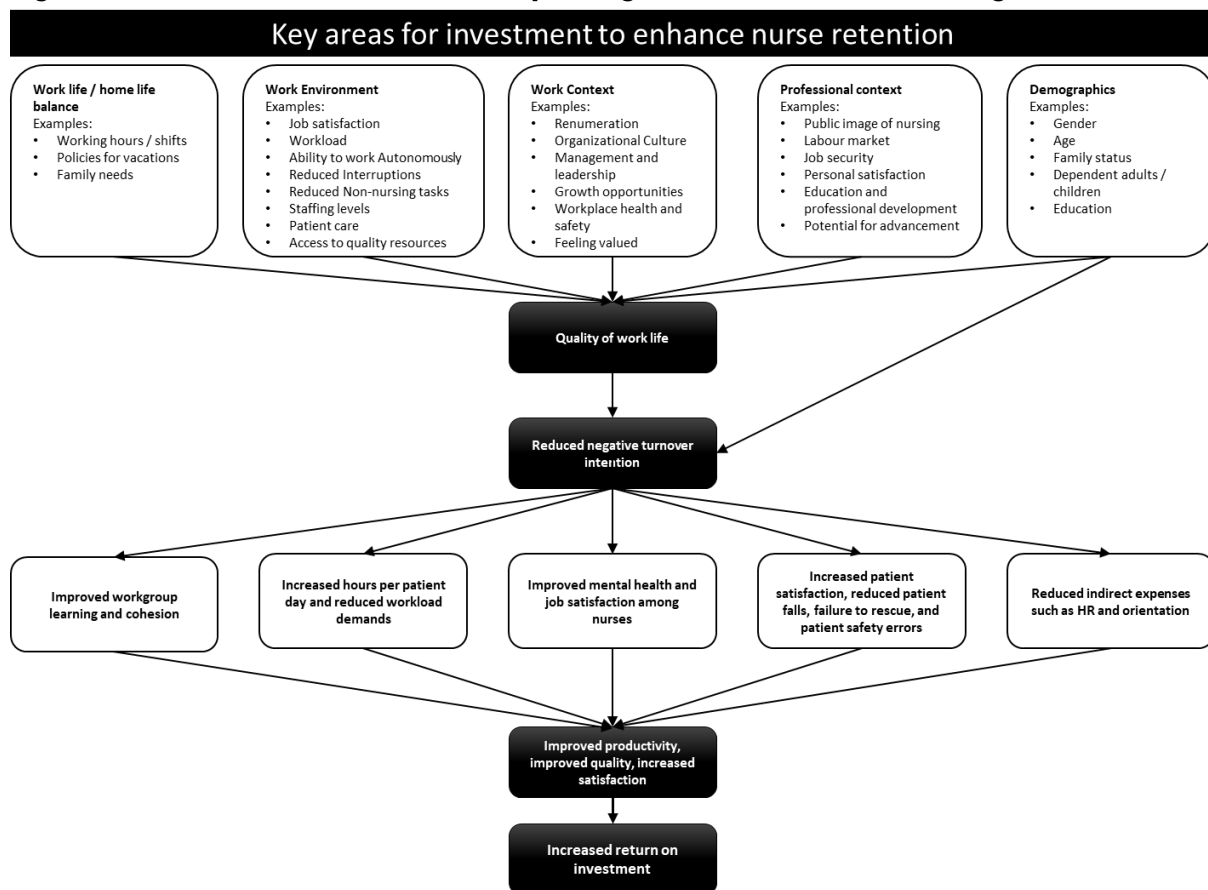 Key areas for investment to enhance nurse retention
Work life / home life
balance
Examples:
• Working hours / shifts
• Policies for vacations
• Family needs
Work Environment
Examples:
• Job satisfaction
• Workload
• Ability to work Autonomously
• Reduced Interruptions
• Reduced Non-nursing tasks
• Staffing levels
• Patient care
• Access to quality resources
Work Context
Examples:
• Renumeration
• Organizational Culture
• Management and
leadership
• Growth opportunities
• Workplace health and
safety
• Feeling valued
Professional context
Examples:
• Public image of nursing
• Labour market
• Job security
• Personal satisfaction
• Education and
professional development
• Potential for advancement
Demographics
Examples:
• Gender
• Age
• Family status
• Dependent adults /
children
• Education
Quality of work life
Reduced negative turnover
intention
Improved workgroup
learning and cohesion
Increased hours per patient
day and reduced workload
demands
Improved mental health and
job satisfaction among
nurses
Increased patient
satisfaction, reduced patient
falls, failure to rescue, and
patient safety errors
Reduced indirect expenses
such as HR and orientation
Improved productivity,
improved quality, increased
satisfaction
Increased return on
investment